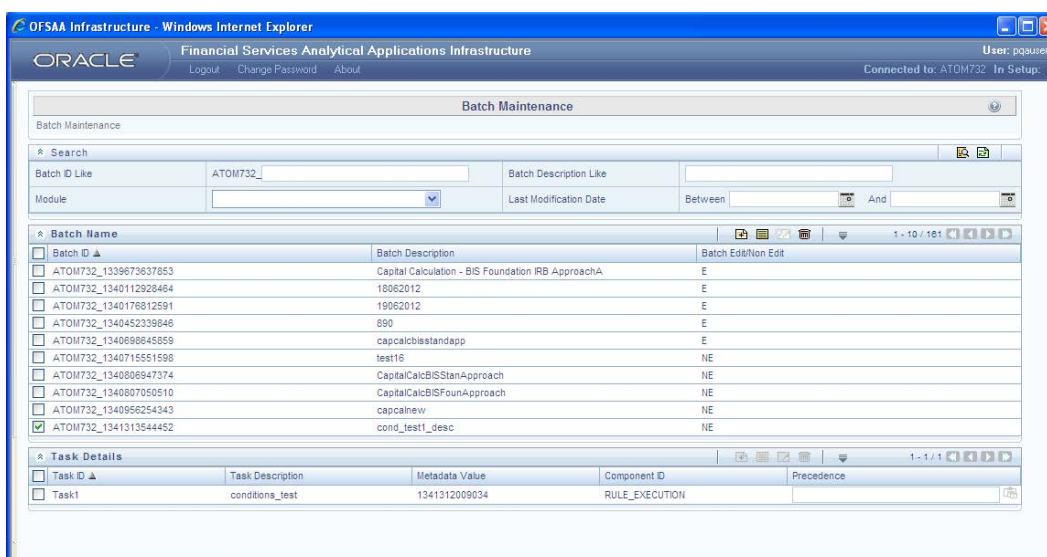 OFSAA Infrastructure - Windows Internet Explorer
ORACLE
Financial Services Analytical Applications Infrastructure
User: pqauser
Logout Change Password About
Connected to: ATOM732 In Setup:
Batch Maintenance
Batch Maintenance
Search
Batch ID Like ATOM732_ Batch Description Like
Module Last Modification Date Between And
Batch Name 1 - 10 / 161
Batch ID Batch Description Batch Edit/Non Edit
ATOM732_1339673637853 Capital Calculation - BIS Foundation IRB ApproachA E
ATOM732_1340112928464 18062012 E
ATOM732_1340176812591 19062012 E
ATOM732_1340452339846 890 E
ATOM732_1340698645859 capcalcbisstandapp E
ATOM732_1340715551598 test16 NE
ATOM732_1340806947374 CapitalCalcBISStanApproach NE
ATOM732_1340807050510 CapitalCalcBISFounApproach NE
ATOM732_1340956254343 capcalnew NE
ATOM732_1341313544452 cond_test1_desc NE
Task Details 1 - 1 / 1
Task ID Task Description Metadata Value Component ID Precedence
Task1 conditions_test 1341312009034 RULE_EXECUTION